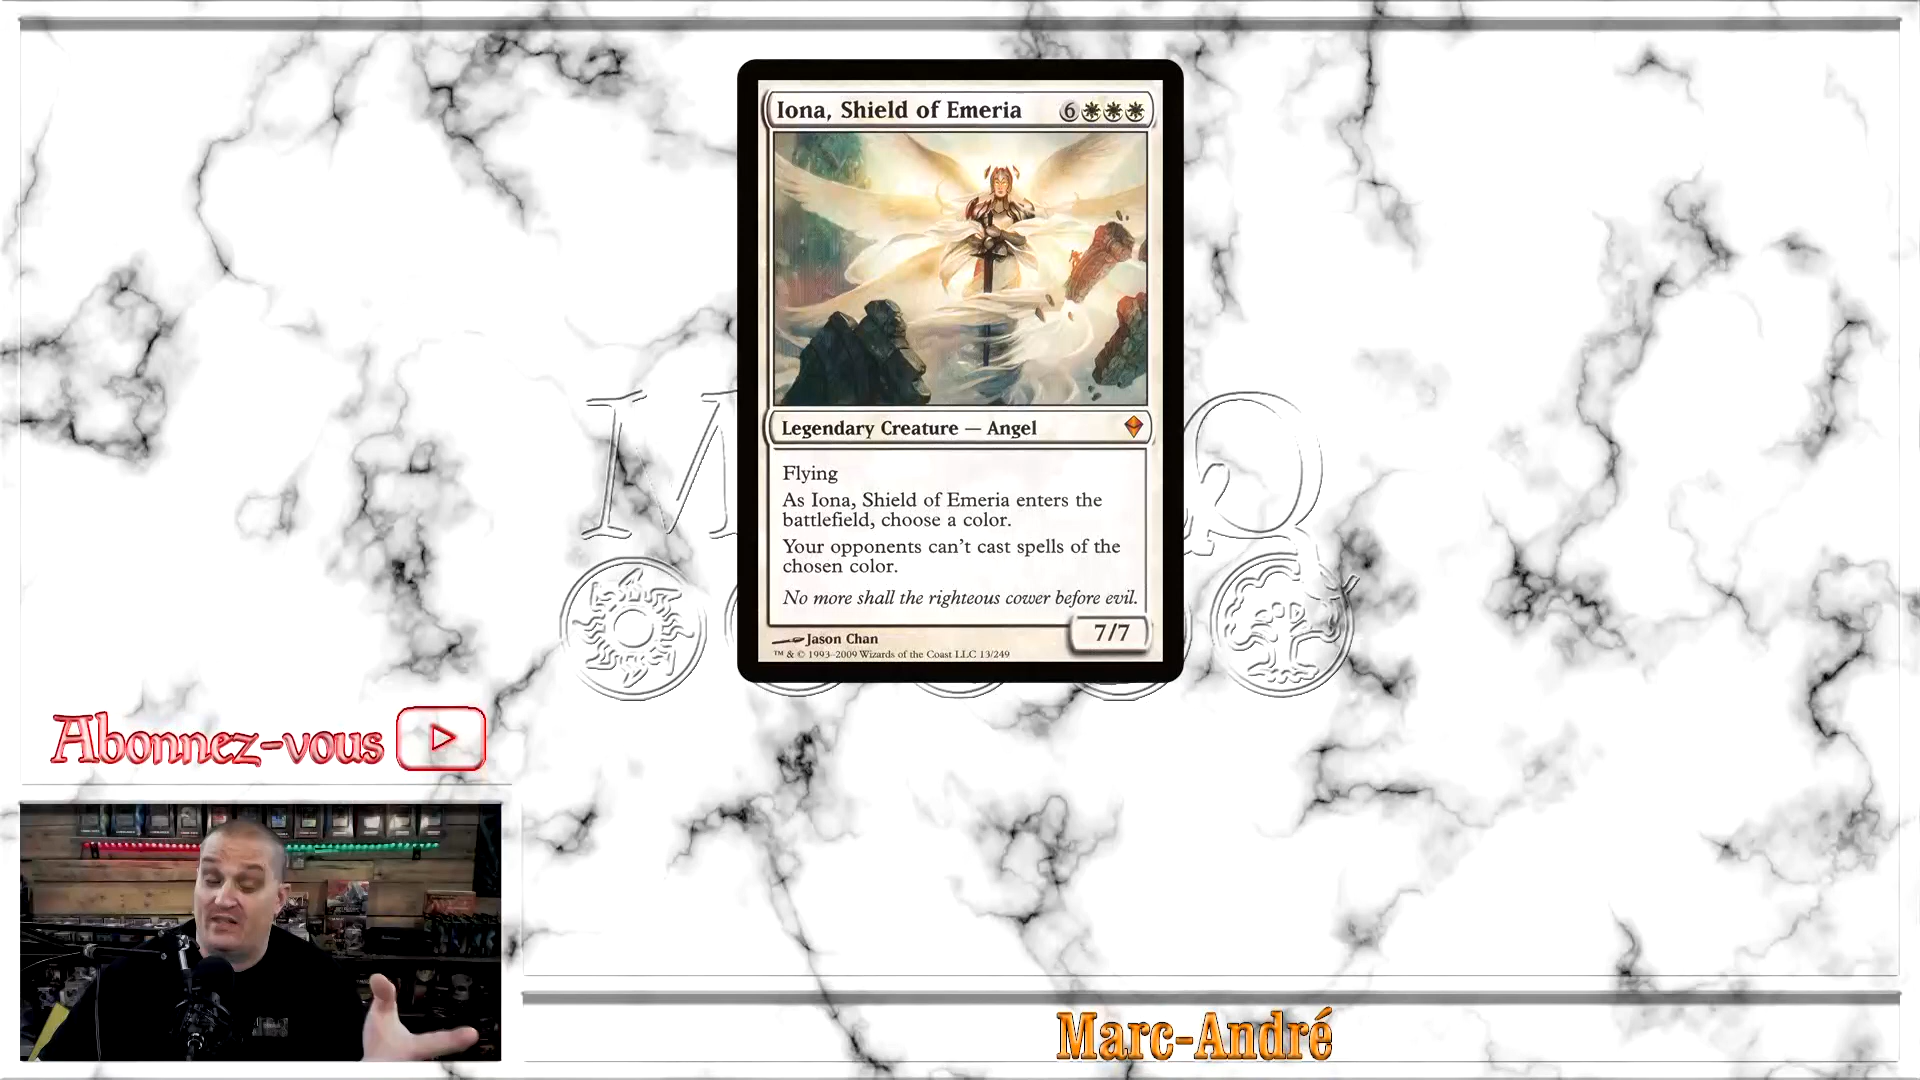 Iona, Shield of Emeria 6
Legendary Creature — Angel
Flying
As Iona, Shield of Emeria enters the
battlefield, choose a color.
Your opponents can't cast spells of the
chosen color.
No more shall the righteous cower before evil.
7/7
Jason Chan
™ & © 1993–2009 Wizards of the Coast LLC 13/249
Abonnez-vous
Marc-André